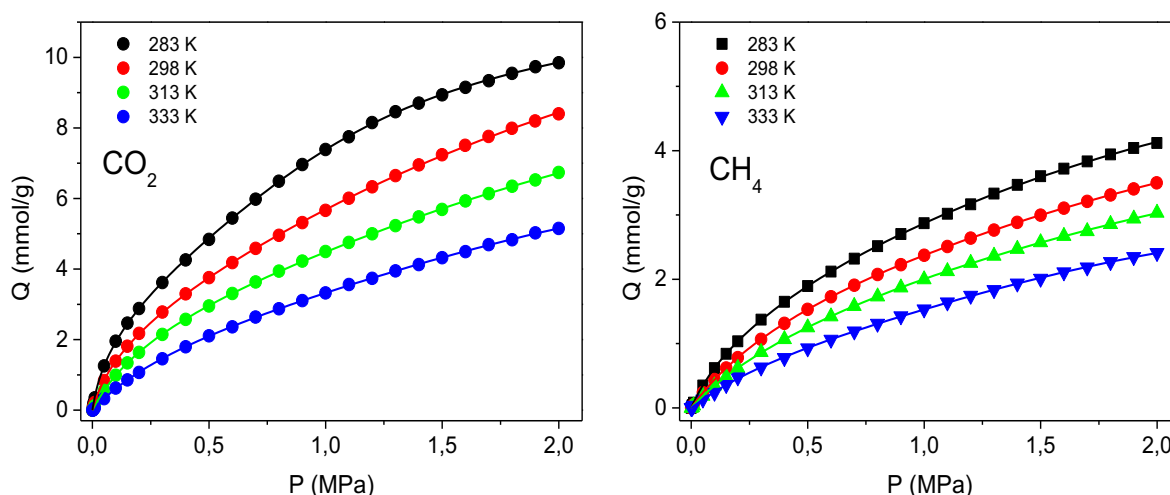 283 K
298 K
313 K
333 K
CO₂
Q (mmol/g)
10
8
6
4
2
0
0,0
0,5
1,0
1,5
2,0
P (MPa)
283 K
298 K
313 K
333 K
CH₄
Q (mmol/g)
6
4
2
0
0,0
0,5
1,0
1,5
2,0
P (MPa)